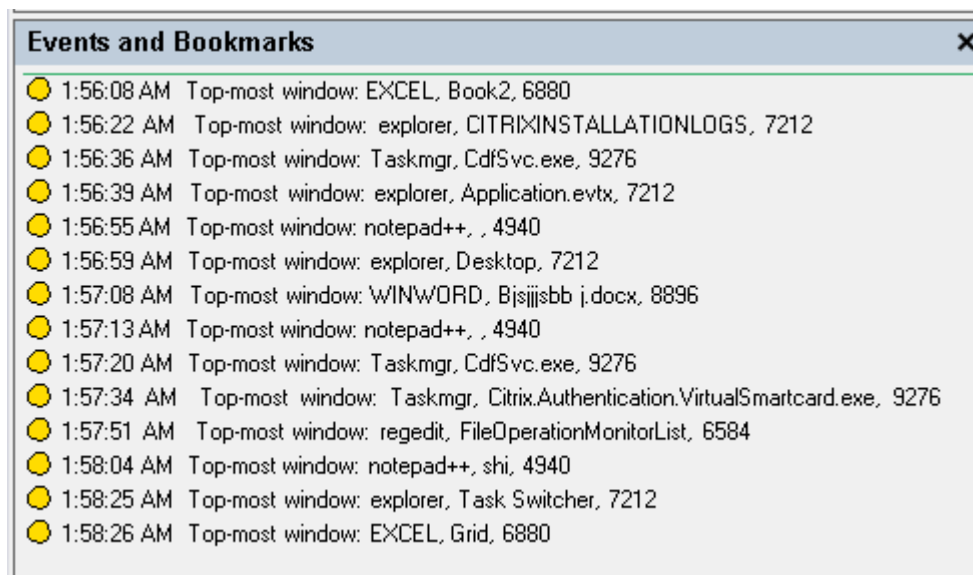 Events and Bookmarks
1:56:08 AM Top-most window: EXCEL, Book2, 6880
1:56:22 AM Top-most window: explorer, CITRIXINSTALLATIONLOGS, 7212
1:56:36 AM Top-most window: Taskmgr, CdfSvc.exe, 9276
1:56:39 AM Top-most window: explorer, Application.evtx, 7212
1:56:55 AM Top-most window: notepad++, , 4940
1:56:59 AM Top-most window: explorer, Desktop, 7212
1:57:08 AM Top-most window: WINWORD, Bjsjjjsbb j.docx, 8896
1:57:13 AM Top-most window: notepad++, , 4940
1:57:20 AM Top-most window: Taskmgr, CdfSvc.exe, 9276
1:57:34 AM Top-most window: Taskmgr, Citrix.Authentication.VirtualSmartcard.exe, 9276
1:57:51 AM Top-most window: regedit, FileOperationMonitorList, 6584
1:58:04 AM Top-most window: notepad++, shi, 4940
1:58:25 AM Top-most window: explorer, Task Switcher, 7212
1:58:26 AM Top-most window: EXCEL, Grid, 6880